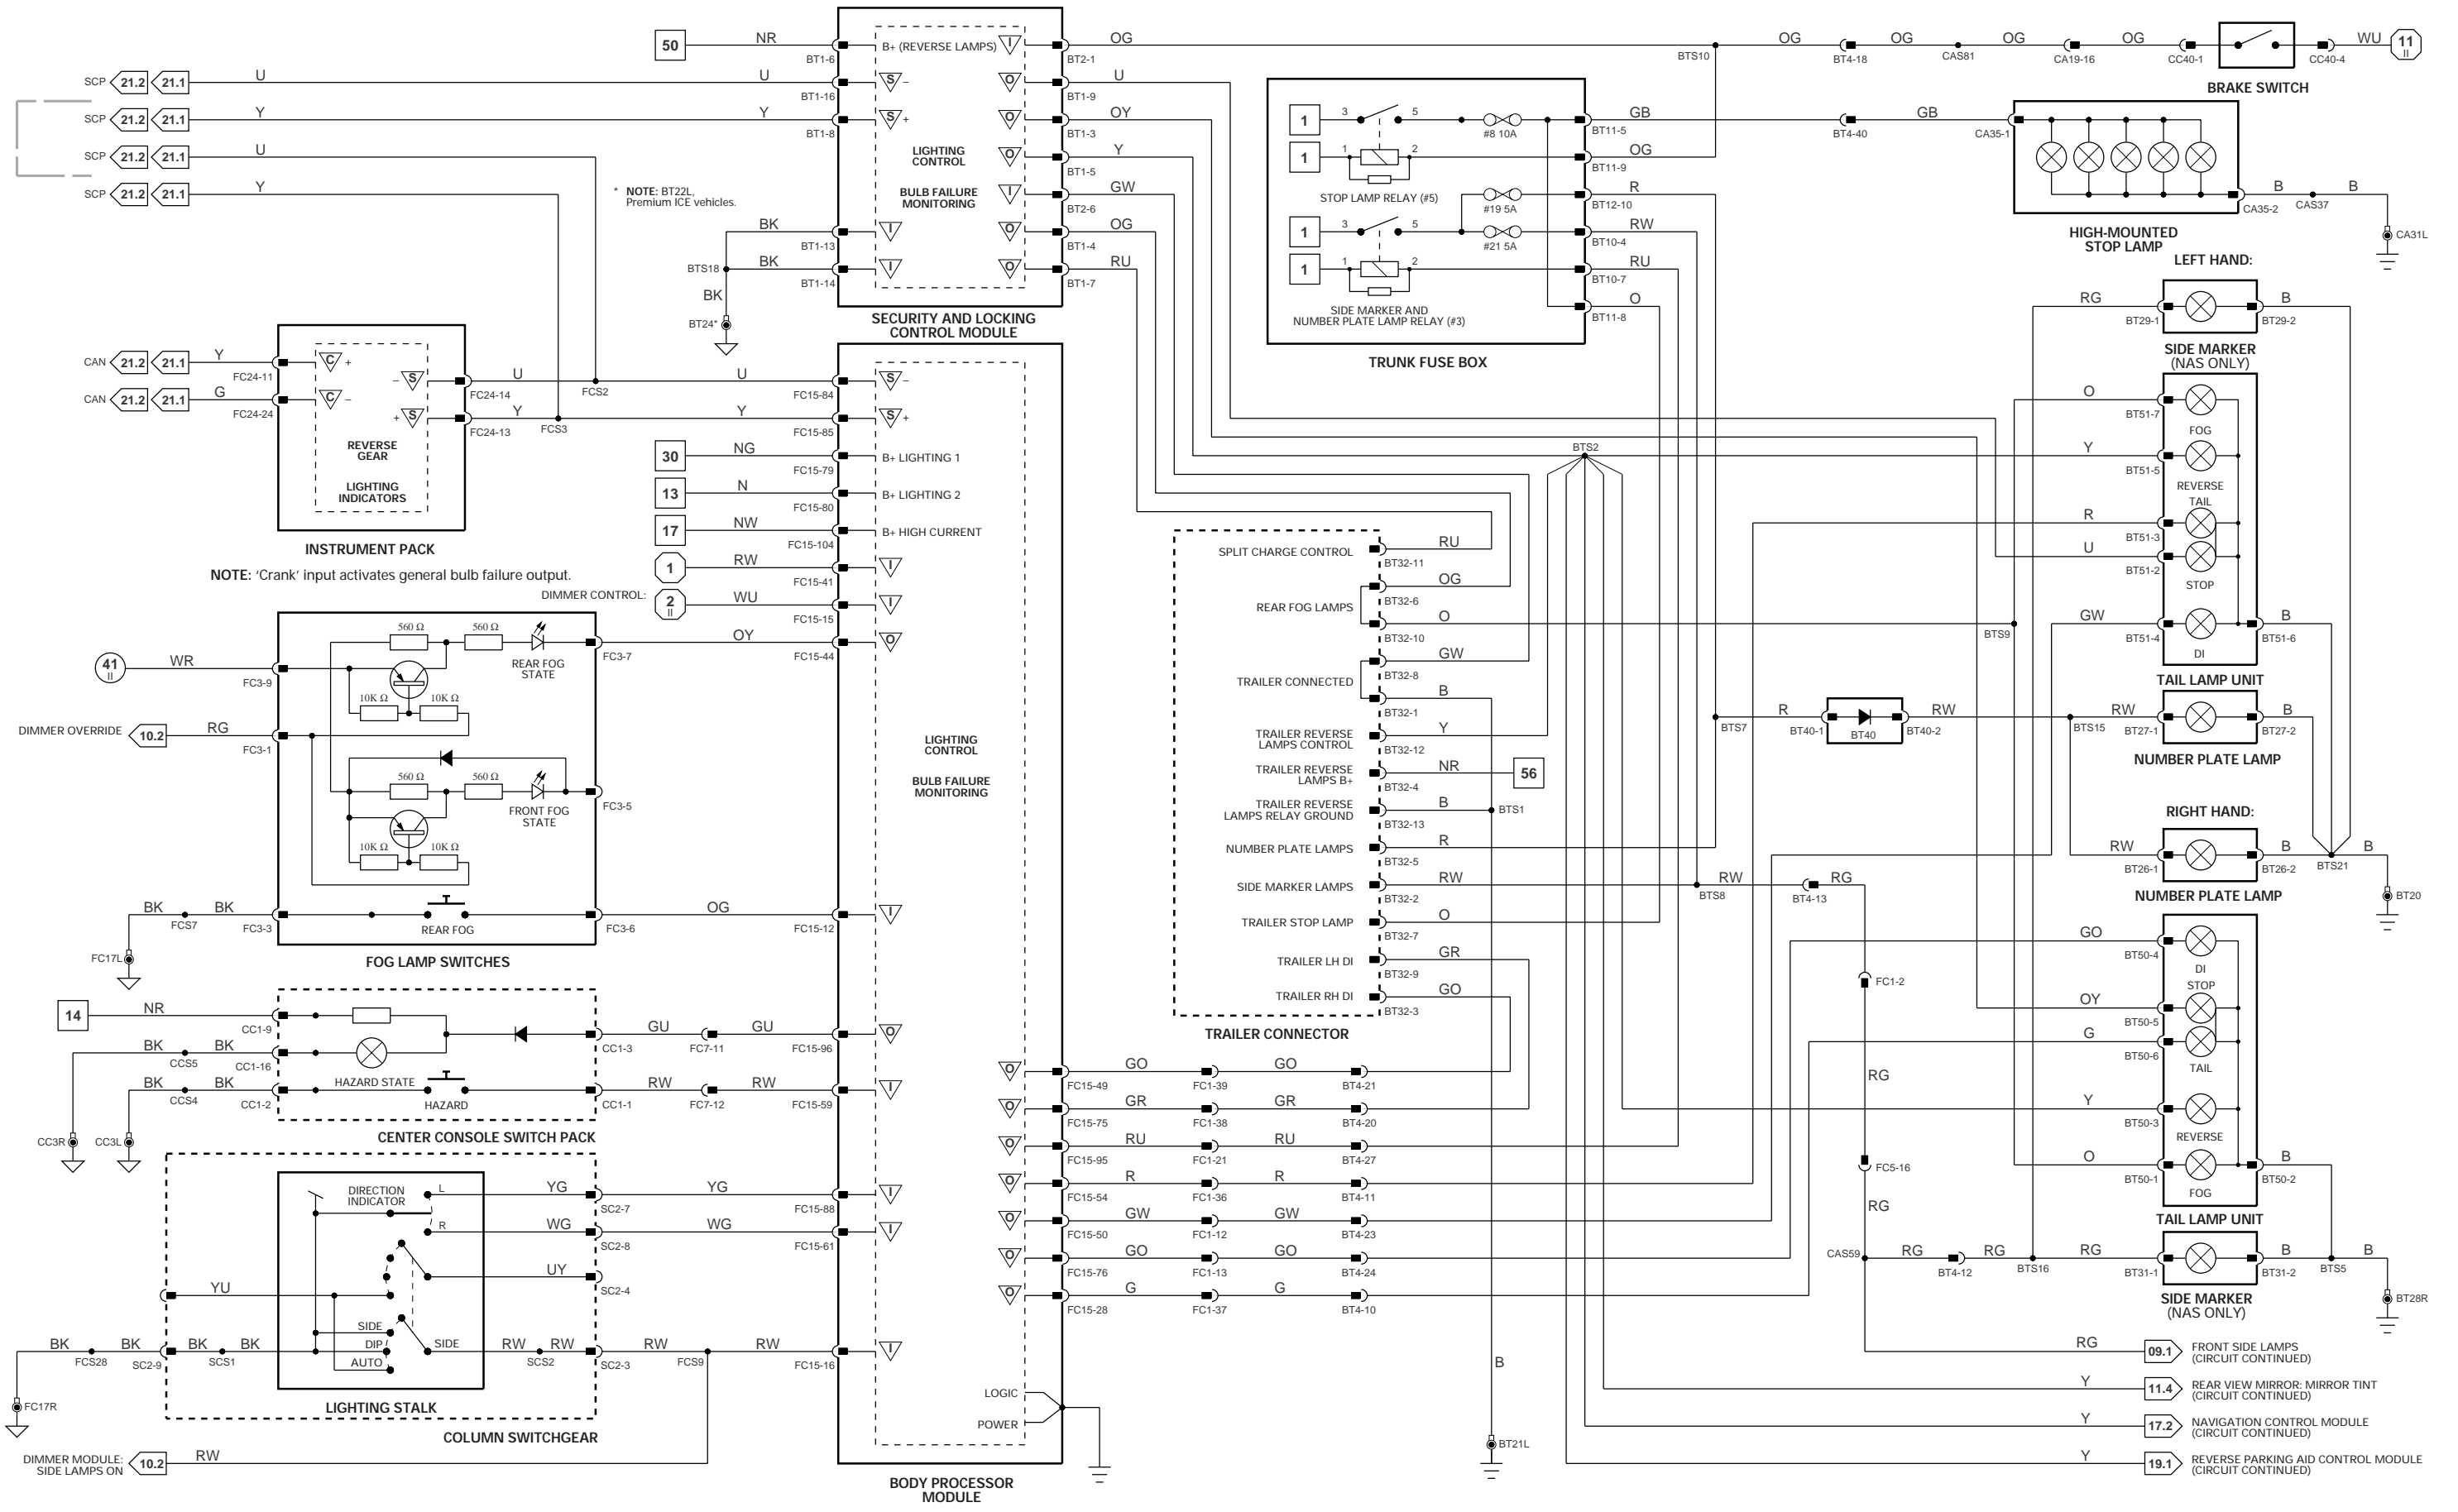 50
NR
BT1-6
B+ (REVERSE LAMPS)
I
BT2-1
OG
BTS10
OG
BT4-18
OG
CAS81
OG
CA19-16
OG
CC40-1
CC40-4
WU
11
II
BRAKE SWITCH
SCP
21.2
21.1
U
U
BT1-16
S
–
O
BT1-9
U
SCP
21.2
21.1
Y
Y
BT1-8
S
+
O
BT1-3
OY
SCP
21.2
21.1
U
O
BT1-5
Y
SCP
21.2
21.1
Y
I
BT2-6
GW
LIGHTING
CONTROL
BULB FAILURE
MONITORING
* NOTE: BT22L,
Premium ICE vehicles.
BK
BT1-13
I
O
BT1-4
OG
BTS18
BK
BT1-14
I
O
BT1-7
RU
BK
BT24*
SECURITY AND LOCKING
CONTROL MODULE
1
3
5
#8 10A
BT11-5
GB
BT4-40
GB
CA35-1
1
1
2
BT11-9
OG
STOP LAMP RELAY (#5)
#19 5A
BT12-10
R
1
3
5
#21 5A
BT10-4
RW
1
1
2
BT10-7
RU
SIDE MARKER AND
NUMBER PLATE LAMP RELAY (#3)
BT11-8
O
TRUNK FUSE BOX
CA35-2
B
CAS37
B
CA31L
HIGH-MOUNTED
STOP LAMP
LEFT HAND:
RG
BT29-1
BT29-2
B
SIDE MARKER
(NAS ONLY)
CAN
21.2
21.1
Y
FC24-11
C
+
CAN
21.2
21.1
G
FC24-24
C
–
– S
FC24-14
U
FCS2
U
FC15-84
S
–
+ S
FC24-13
Y
FCS3
Y
FC15-85
S
+
REVERSE
GEAR
LIGHTING
INDICATORS
INSTRUMENT PACK
30
NG
FC15-79
B+ LIGHTING 1
13
N
FC15-80
B+ LIGHTING 2
17
NW
FC15-104
B+ HIGH CURRENT
NOTE: ‘Crank’ input activates general bulb failure output.
1
RW
FC15-41
I
DIMMER CONTROL:
2
II
WU
FC15-15
I
OY
FC15-44
O
560 Ω
560 Ω
REAR FOG
STATE
FC3-7
41
II
WR
FC3-9
10K Ω
10K Ω
DIMMER OVERRIDE
10.2
RG
FC3-1
560 Ω
560 Ω
FRONT FOG
STATE
FC3-5
10K Ω
10K Ω
BK
FCS7
BK
FC3-3
REAR FOG
FC3-6
OG
FC15-12
I
FC17L
FOG LAMP SWITCHES
LIGHTING
CONTROL
BULB FAILURE
MONITORING
BTS2
SPLIT CHARGE CONTROL
RU
BT32-11
OG
BT32-6
REAR FOG LAMPS
O
BT32-10
GW
BT32-8
TRAILER CONNECTED
B
BT32-1
TRAILER REVERSE
LAMPS CONTROL
Y
BT32-12
TRAILER REVERSE
LAMPS B+
NR
BT32-4
56
TRAILER REVERSE
LAMPS RELAY GROUND
B
BT32-13
BTS1
NUMBER PLATE LAMPS
R
BT32-5
SIDE MARKER LAMPS
RW
BT32-2
BTS8
RW
BT4-13
RG
TRAILER STOP LAMP
O
BT32-7
TRAILER LH DI
GR
BT32-9
TRAILER RH DI
GO
BT32-3
TRAILER CONNECTOR
O
BT51-7
FOG
Y
BT51-5
REVERSE
TAIL
R
BT51-3
U
BT51-2
STOP
GW
BT51-4
DI
BT51-6
B
BTS9
TAIL LAMP UNIT
BTS7
R
BT40-1
BT40
BT40-2
RW
BTS15
RW
BT27-1
BT27-2
B
NUMBER PLATE LAMP
RIGHT HAND:
RW
BT26-1
BT26-2
B
BTS21
B
BT20
NUMBER PLATE LAMP
GO
BT50-4
DI
STOP
OY
BT50-5
G
BT50-6
TAIL
Y
BT50-3
REVERSE
O
BT50-1
FOG
BT50-2
B
TAIL LAMP UNIT
FC1-2
RG
FC5-16
RG
CAS59
RG
BT4-12
RG
BTS16
RG
BT31-1
BT31-2
B
BTS5
B
BT28R
SIDE MARKER
(NAS ONLY)
14
NR
CC1-9
BK
CCS5
BK
CC1-16
HAZARD STATE
CC1-3
GU
FC7-11
GU
FC15-96
O
BK
CCS4
BK
CC1-2
HAZARD
CC1-1
RW
FC7-12
RW
FC15-59
I
CC3R
CC3L
CENTER CONSOLE SWITCH PACK
O
FC15-49
GO
FC1-39
GO
BT4-21
O
FC15-75
GR
FC1-38
GR
BT4-20
O
FC15-95
RU
FC1-21
RU
BT4-27
O
FC15-54
R
FC1-36
R
BT4-11
O
FC15-50
GW
FC1-12
GW
BT4-23
O
FC15-76
GO
FC1-13
GO
BT4-24
O
FC15-28
G
FC1-37
G
BT4-10
DIRECTION
INDICATOR
L
YG
SC2-7
YG
FC15-88
I
R
WG
SC2-8
WG
FC15-61
I
UY
SC2-4
YU
SIDE
DIP
AUTO
SIDE
RW
SCS2
RW
SC2-3
RW
FCS9
RW
FC15-16
I
BK
FCS28
BK
SC2-9
BK
SCS1
BK
FC17R
LIGHTING STALK
COLUMN SWITCHGEAR
DIMMER MODULE:
SIDE LAMPS ON
10.2
RW
LOGIC
POWER
BODY PROCESSOR
MODULE
B
BT21L
RG
09.1
FRONT SIDE LAMPS
(CIRCUIT CONTINUED)
Y
11.4
REAR VIEW MIRROR: MIRROR TINT
(CIRCUIT CONTINUED)
Y
17.2
NAVIGATION CONTROL MODULE
(CIRCUIT CONTINUED)
Y
19.1
REVERSE PARKING AID CONTROL MODULE
(CIRCUIT CONTINUED)